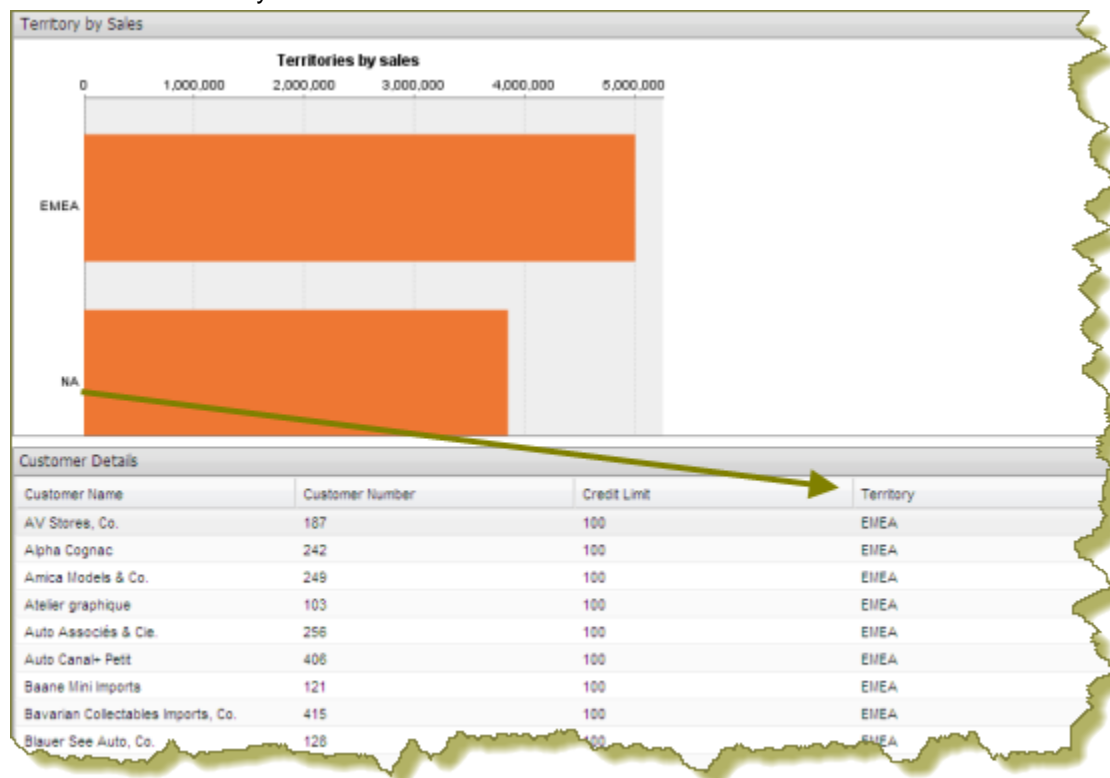 Territory by Sales
Territories by sales
0 1,000,000 2,000,000 3,000,000 4,000,000 5,000,000
EMEA
NA
Customer Details
Customer Name Customer Number Credit Limit Territory
AV Stores, Co. 187 100 EMEA
Alpha Cognac 242 100 EMEA
Amica Models & Co. 249 100 EMEA
Atelier graphique 103 100 EMEA
Auto Associés & Cie. 256 100 EMEA
Auto Canal+ Petit 406 100 EMEA
Baane Mini Imports 121 100 EMEA
Bavarian Collectables Imports, Co. 415 100 EMEA
Blauer See Auto, Co. 128 100 EMEA